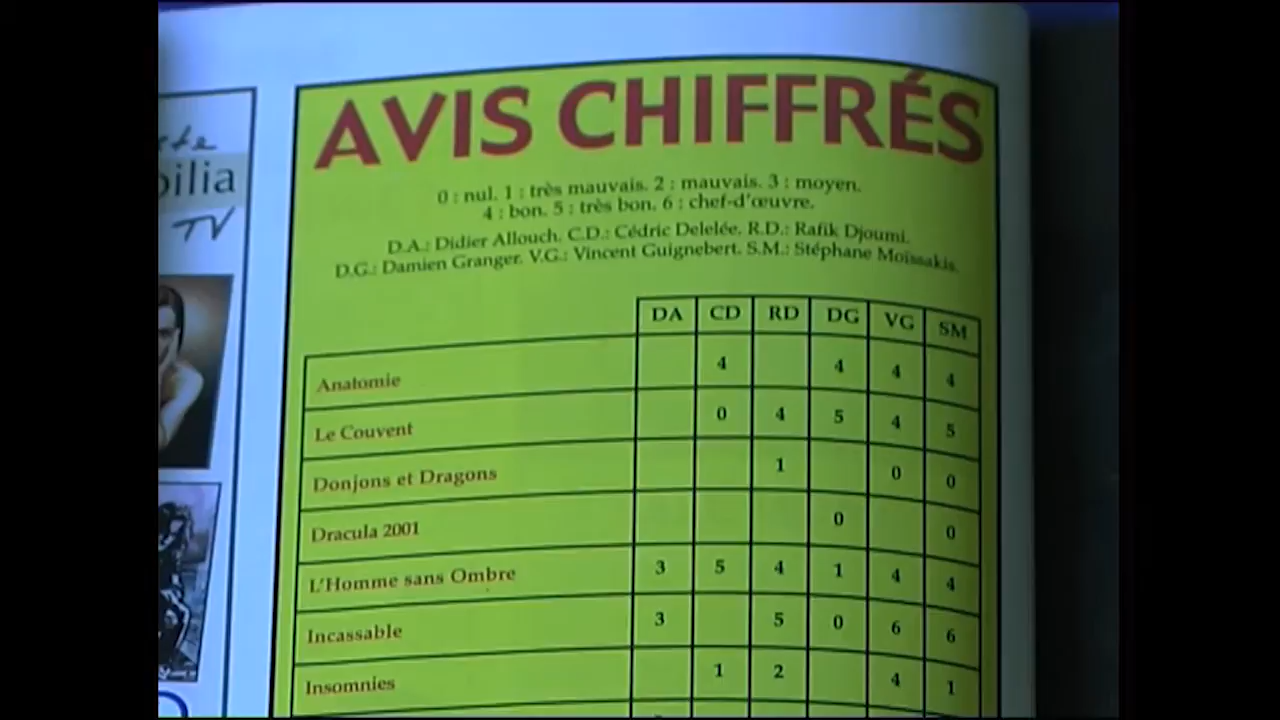 bilia
TV
AVIS CHIFFRÉS
0 : nul. 1 : très mauvais. 2 : mauvais. 3 : moyen.
4 : bon. 5 : très bon. 6 : chef-d'œuvre.
D.A.: Didier Allouch. C.D.: Cédric Delelée. R.D.: Rafik Djoumi.
D.G.: Damien Granger. V.G.: Vincent Guignebert. S.M.: Stéphane Moïssakis.
DA CD RD DG VG SM
Anatomie 4 4 4 4
Le Couvent 0 4 5 4 5
Donjons et Dragons 1 0 0
Dracula 2001 0 0
L'Homme sans Ombre 3 5 4 1 4 4
Incassable 3 5 0 6 6
Insomnies 1 2 4 1